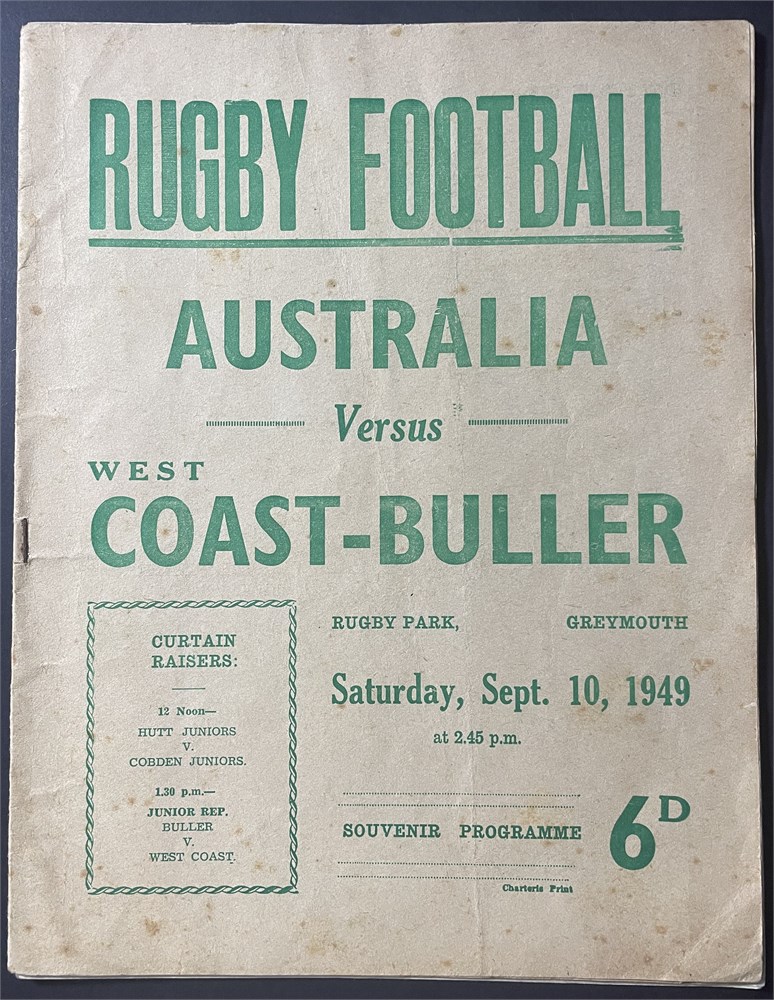 RUGBY FOOTBALL
AUSTRALIA
Versus
WEST
COAST-BULLER
CURTAIN
RAISERS:
12 Noon—
HUTT JUNIORS
V.
COBDEN JUNIORS.
1.30 p.m.—
JUNIOR REP.
BULLER
V.
WEST COAST.
RUGBY PARK, GREYMOUTH
Saturday, Sept. 10, 1949
at 2.45 p.m.
SOUVENIR PROGRAMME 6D
Charteris Print